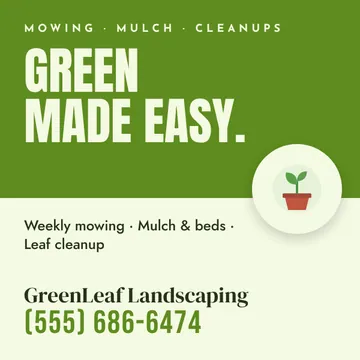 MOWING · MULCH · CLEANUPS
GREEN
MADE EASY.
Weekly mowing · Mulch & beds ·
Leaf cleanup
GreenLeaf Landscaping
(555) 686-6474